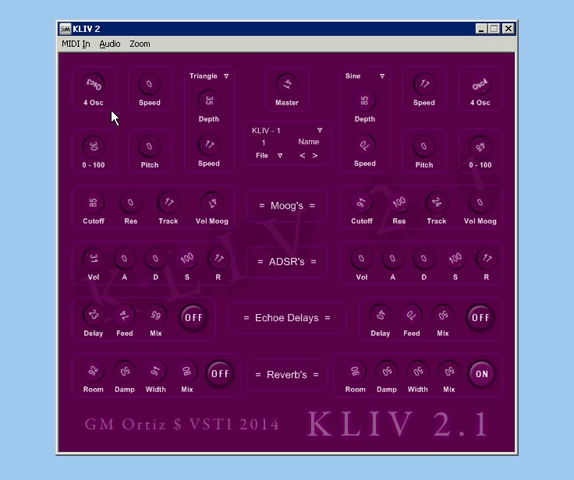 KLIV 2
MIDI In Audio Zoom
Triangle Sine
4 Osc Speed Depth Master Depth Speed 4 Osc
KLIV - 1
1 Name
File < >
0 - 100 Pitch Speed Speed Pitch 0 - 100
Cutoff Res Track Vol Moog = Moog's = Cutoff Res Track Vol Moog
Vol A D S R = ADSR's = Vol A D S R
OFF = Echoe Delays = OFF
Delay Feed Mix Delay Feed Mix
OFF = Reverb's = ON
Room Damp Width Mix Room Damp Width Mix
GM Ortiz $ VSTI 2014 KLIV 2.1